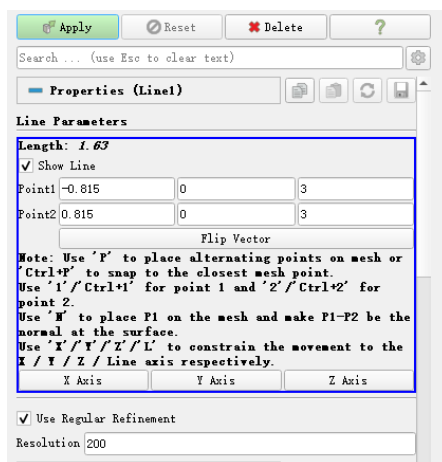 Apply Reset Delete ?
Search ... (use Esc to clear text)
Properties (Line1)
Line Parameters
Length: 1.63
Show Line
Point1 -0.815 0 3
Point2 0.815 0 3
Flip Vector
Note: Use 'P' to place alternating points on mesh or
'Ctrl+P' to snap to the closest mesh point.
Use '1'/'Ctrl+1' for point 1 and '2'/'Ctrl+2' for
point 2.
Use 'N' to place P1 on the mesh and make P1-P2 be the
normal at the surface.
Use 'X'/'Y'/'Z'/'L' to constrain the movement to the
X / Y / Z / Line axis respectively.
X Axis Y Axis Z Axis
Use Regular Refinement
Resolution 200